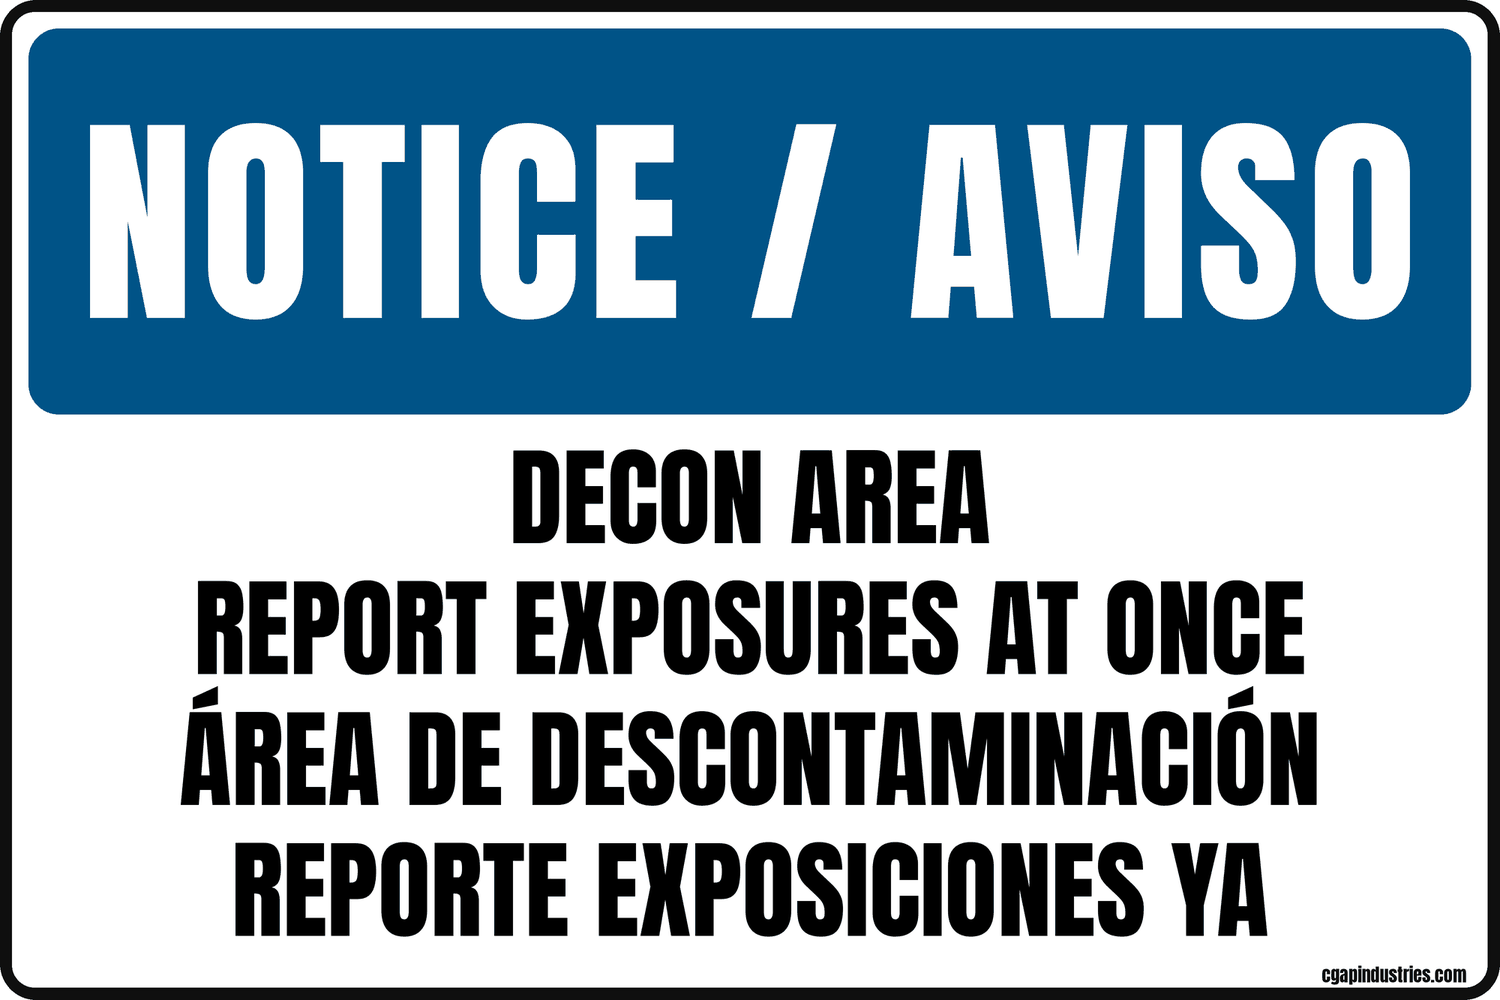 NOTICE / AVISO
DECON AREA
REPORT EXPOSURES AT ONCE
ÁREA DE DESCONTAMINACIÓN
REPORTE EXPOSICIONES YA
cgapindustries.com